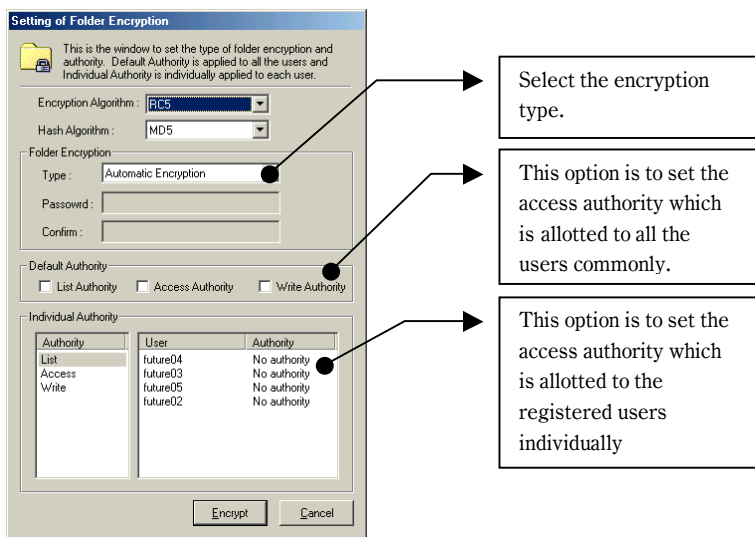 Setting of Folder Encryption
This is the window to set the type of folder encryption and
authority. Default Authority is applied to all the users and
Individual Authority is individually applied to each user.
Encryption Algorithm : RC5
Hash Algorithm : MD5
Folder Encryption
Type : Automatic Encryption
Passowrd :
Confirm :
Default Authority
List Authority Access Authority Write Authority
Individual Authority
Authority
List
Access
Write
User Authority
future04 No authority
future03 No authority
future05 No authority
future02 No authority
Encrypt Cancel
Select the encryption
type.
This option is to set the
access authority which
is allotted to all the
users commonly.
This option is to set the
access authority which
is allotted to the
registered users
individually